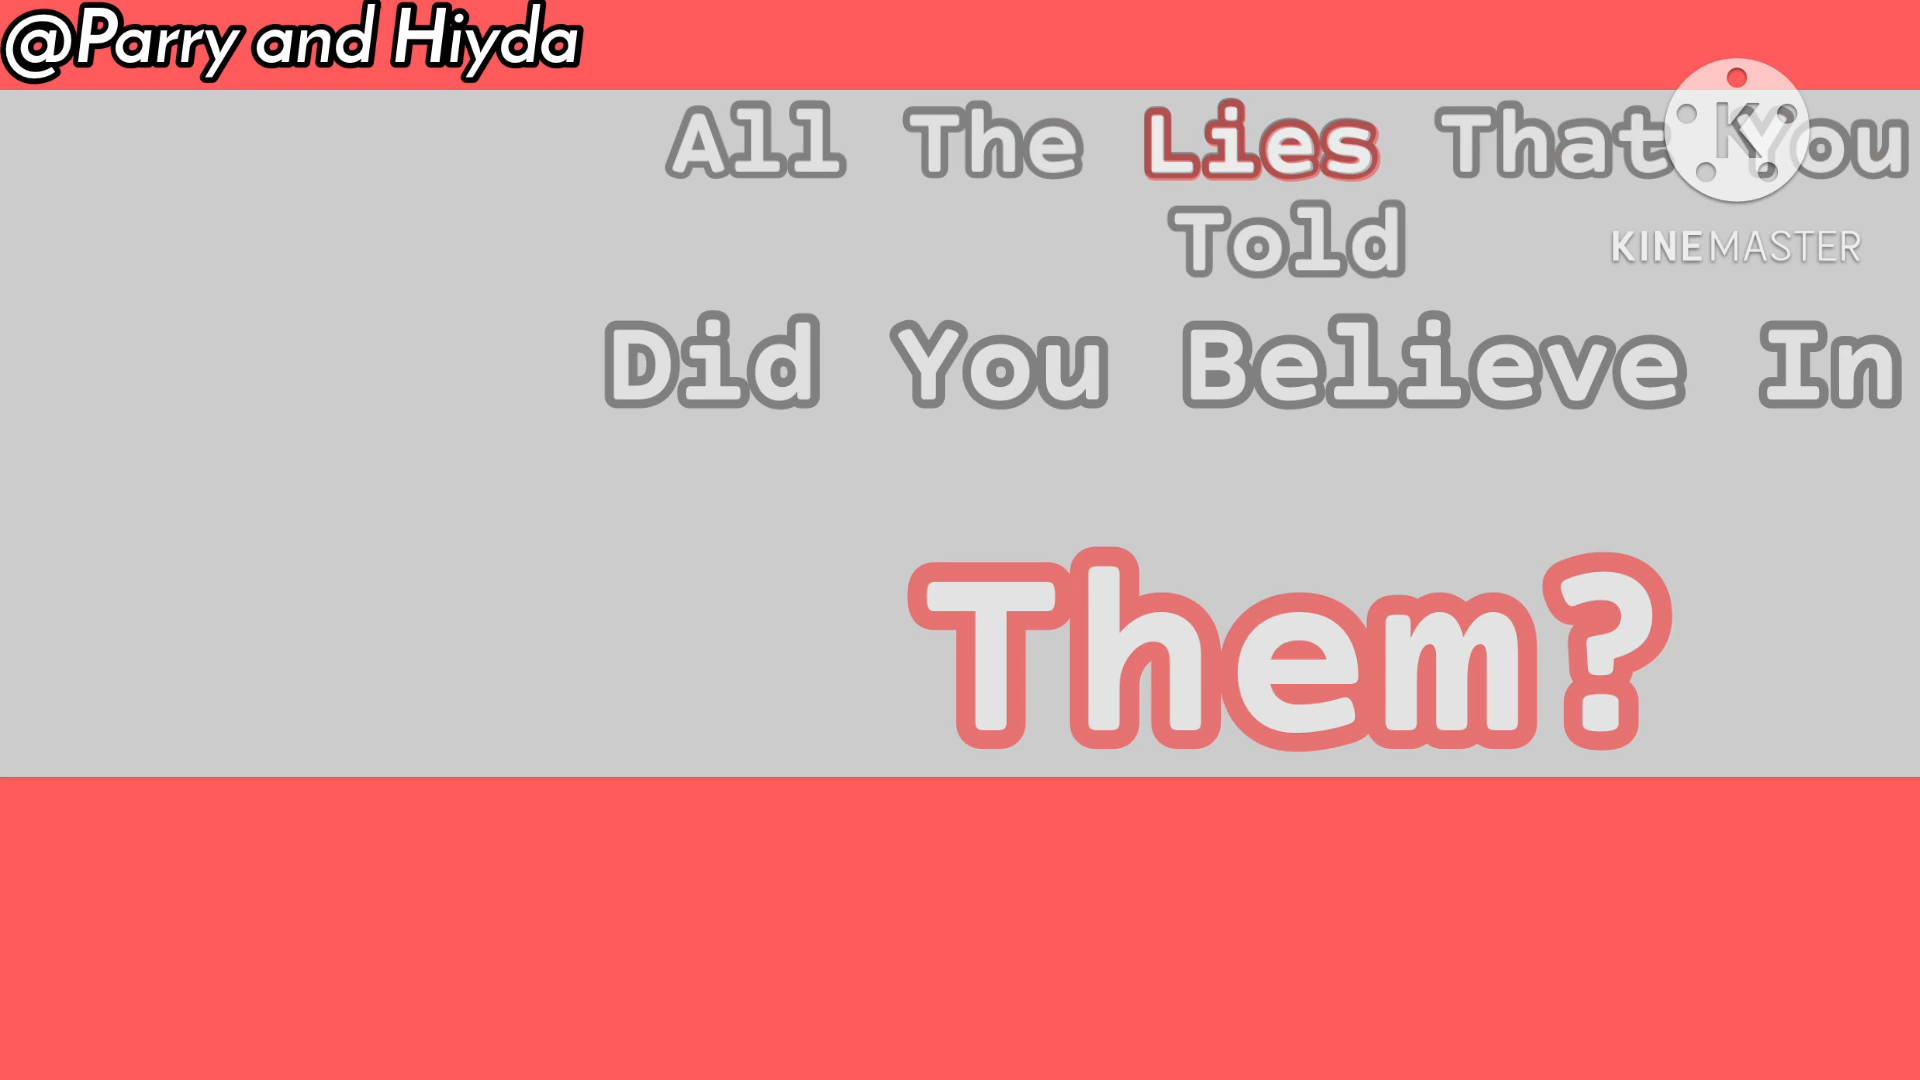 @Parry and Hiyda
All The Lies That You
Told
KINEMASTER
Did You Believe In
Them?